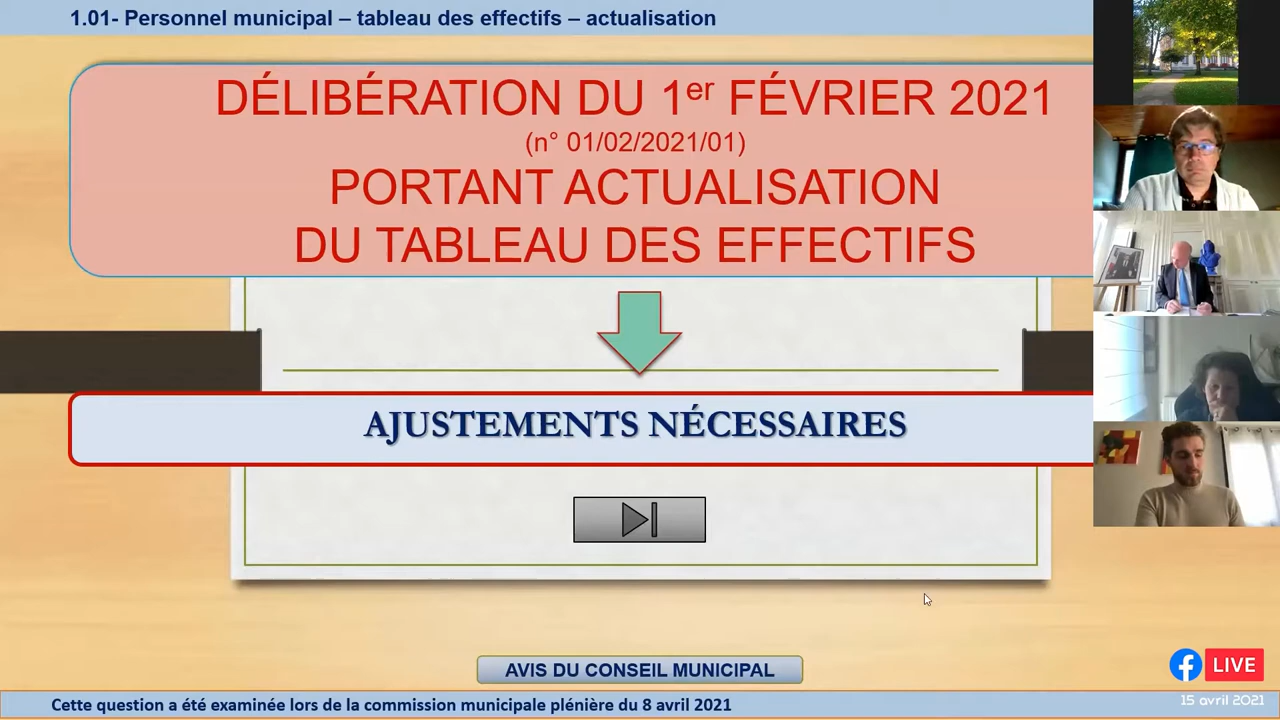 1.01- Personnel municipal – tableau des effectifs – actualisation
DÉLIBÉRATION DU 1er FÉVRIER 2021
(n° 01/02/2021/01)
PORTANT ACTUALISATION
DU TABLEAU DES EFFECTIFS
AJUSTEMENTS NÉCESSAIRES
AVIS DU CONSEIL MUNICIPAL
LIVE
15 avril 2021
Cette question a été examinée lors de la commission municipale plénière du 8 avril 2021